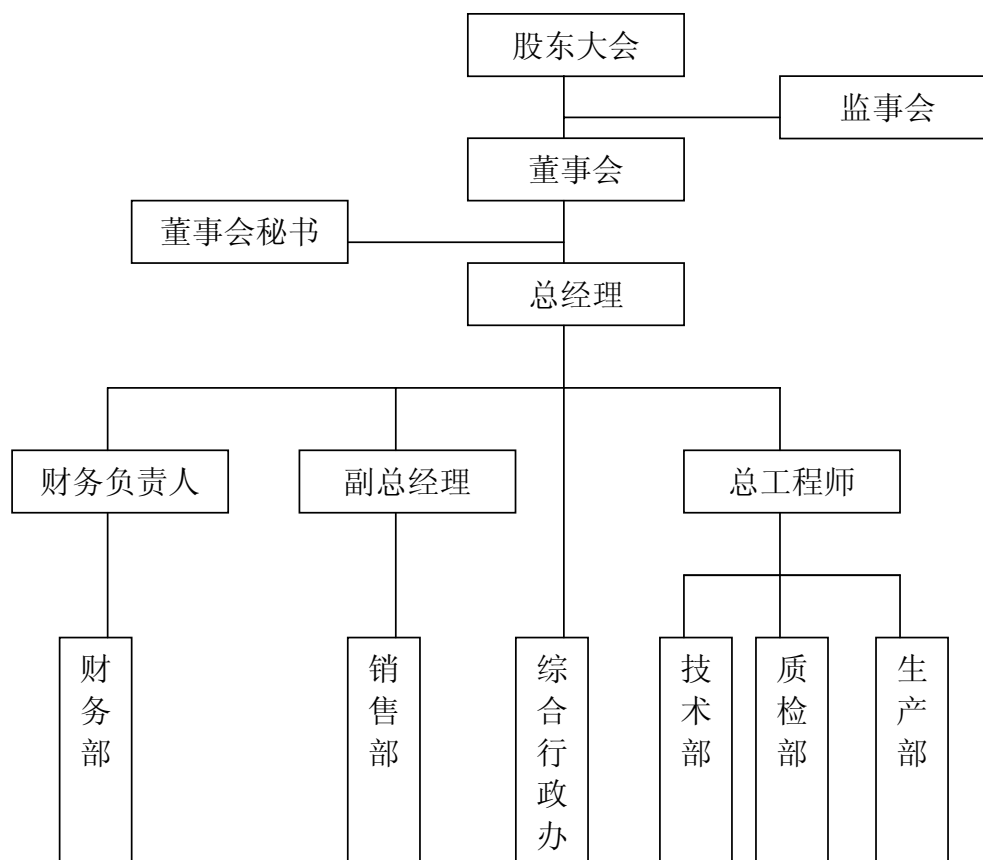 股东大会
监事会
董事会
董事会秘书
总经理
财务负责人
副总经理
总工程师
财务部
销售部
综合行政办
技术部
质检部
生产部